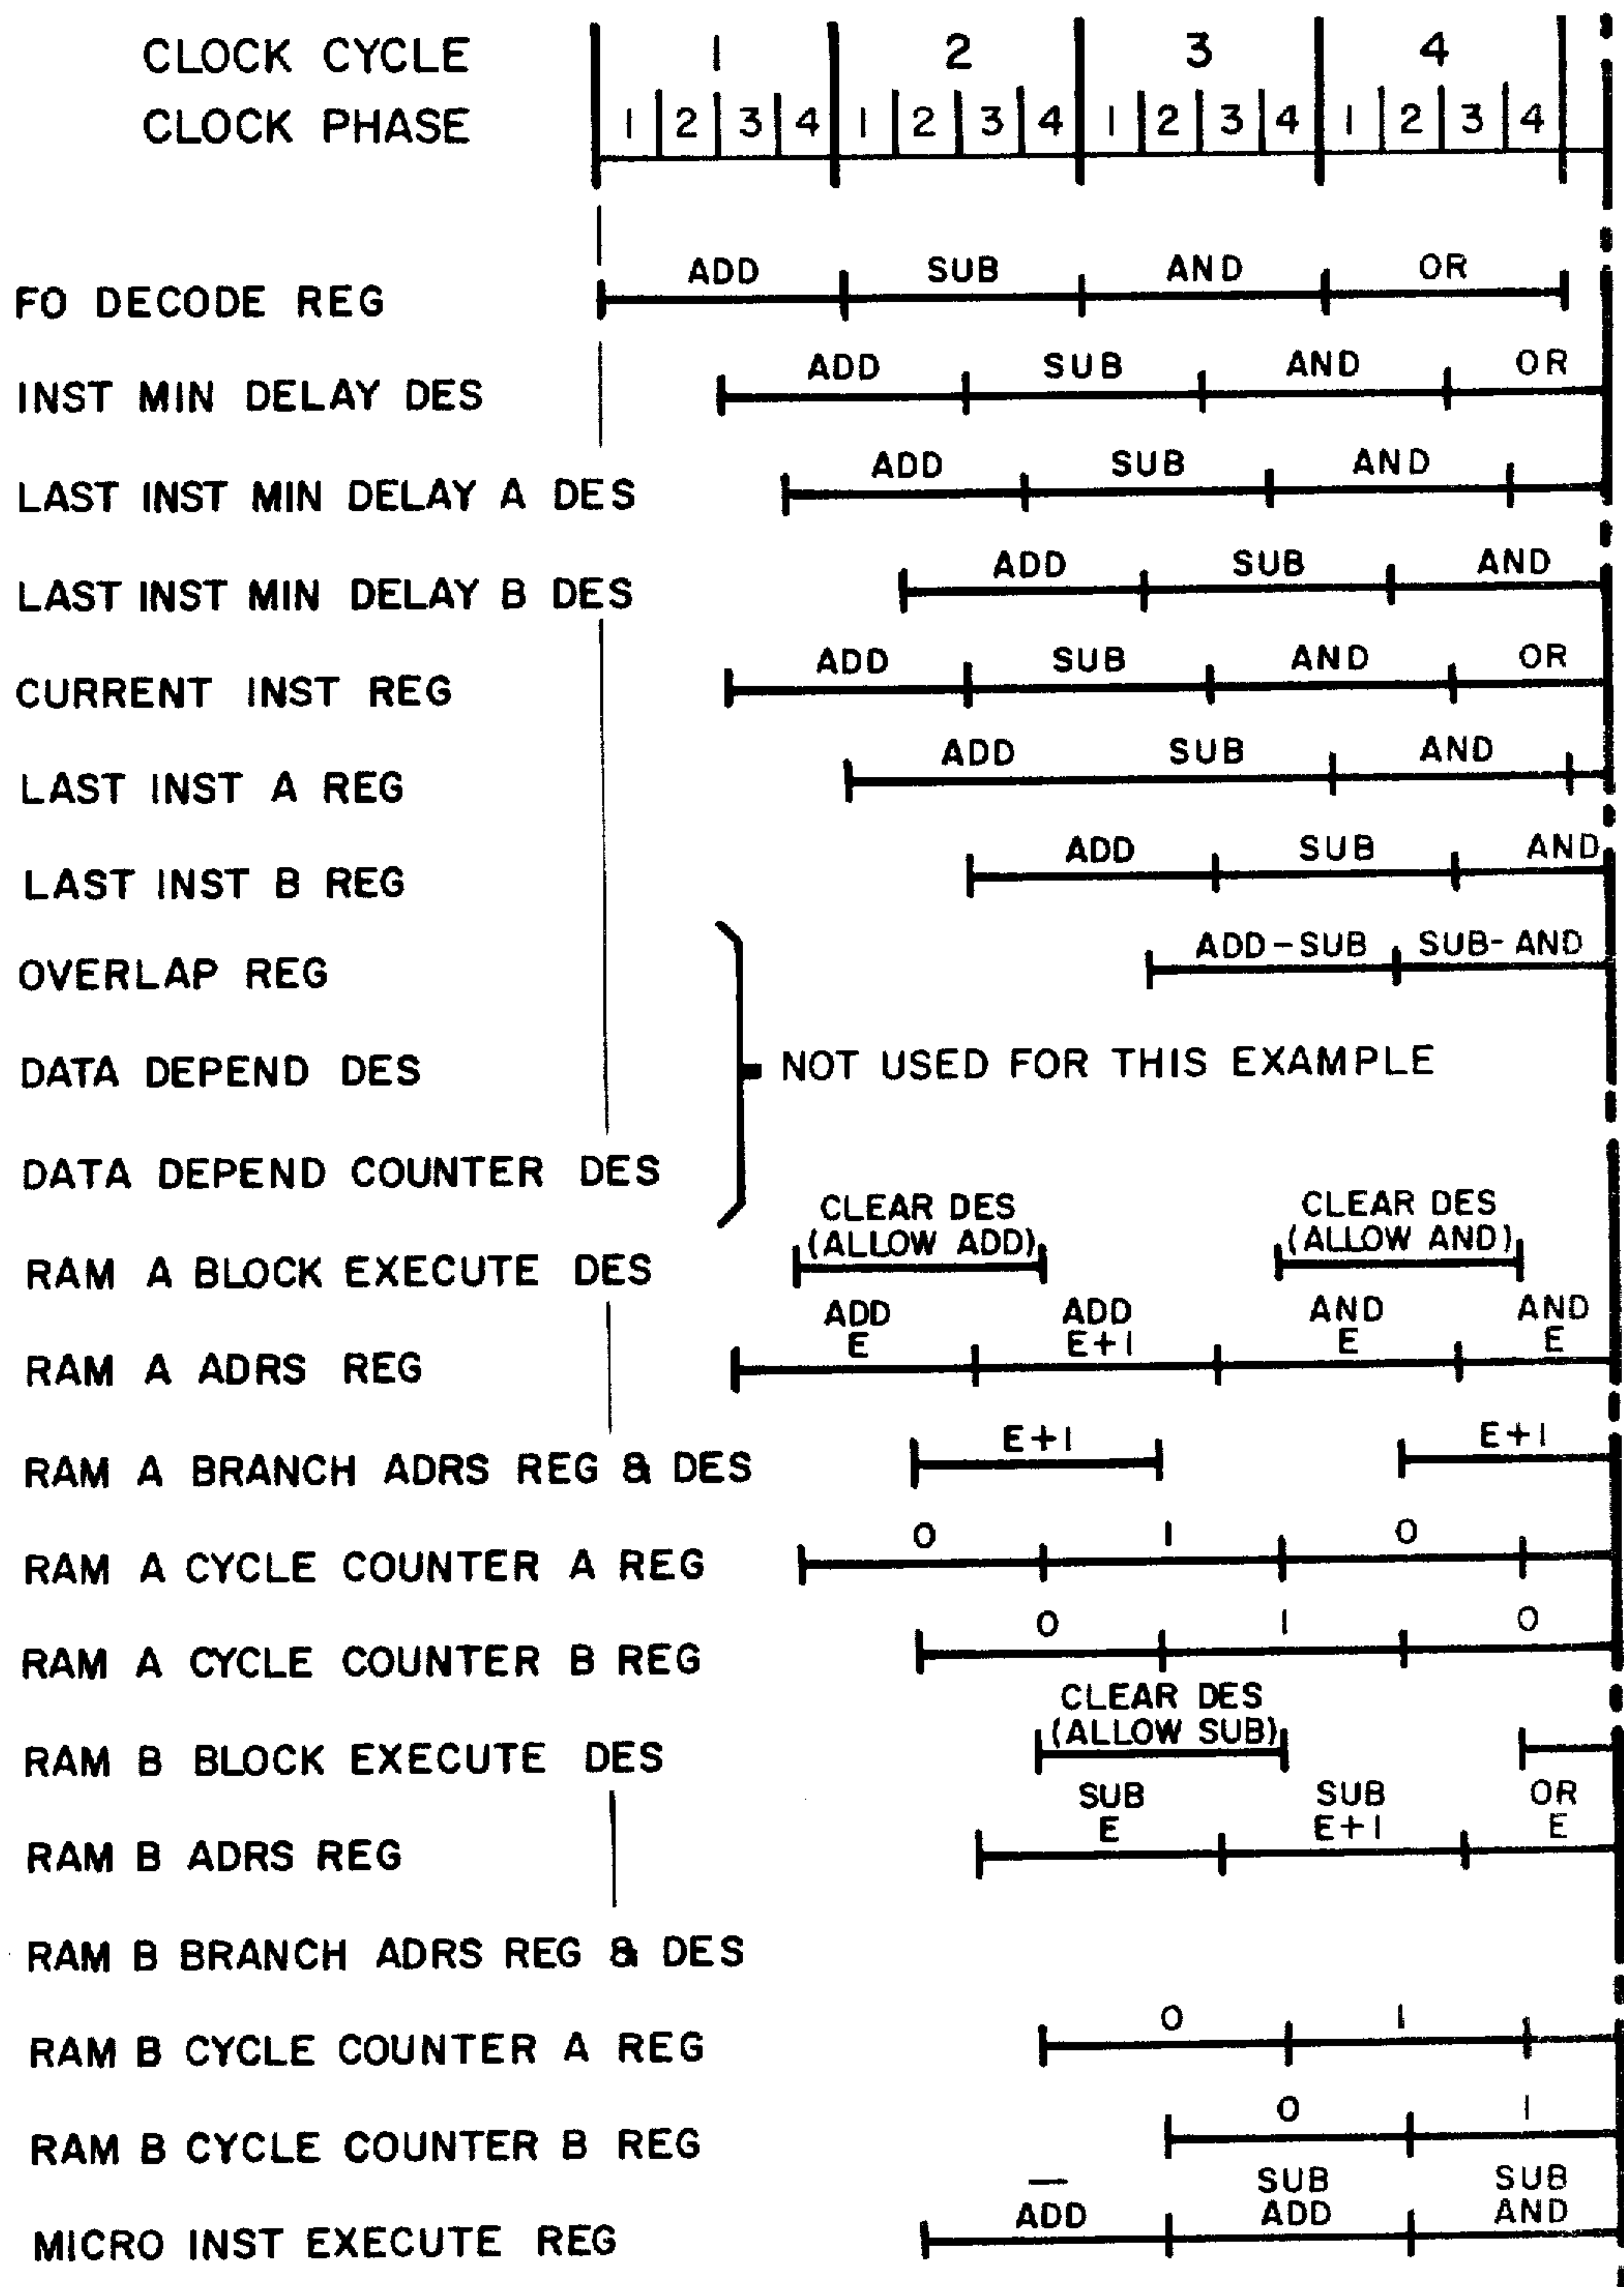 CLOCK CYCLE 1 2 3 4
CLOCK PHASE 1 2 3 4 1 2 3 4 1 2 3 4 1 2 3 4
ADD SUB AND OR
FO DECODE REG
ADD SUB AND OR
INST MIN DELAY DES
ADD SUB AND
LAST INST MIN DELAY A DES
ADD SUB AND
LAST INST MIN DELAY B DES
ADD SUB AND OR
CURRENT INST REG
ADD SUB AND
LAST INST A REG
ADD SUB AND
LAST INST B REG
ADD-SUB SUB-AND
OVERLAP REG
DATA DEPEND DES
NOT USED FOR THIS EXAMPLE
DATA DEPEND COUNTER DES
CLEAR DES CLEAR DES
(ALLOW ADD) (ALLOW AND)
RAM A BLOCK EXECUTE DES
ADD ADD AND AND
E E+1 E E
RAM A ADRS REG
E+1 E+1
RAM A BRANCH ADRS REG & DES
0 1 0
RAM A CYCLE COUNTER A REG
0 1 0
RAM A CYCLE COUNTER B REG
CLEAR DES
(ALLOW SUB)
RAM B BLOCK EXECUTE DES
SUB SUB OR
E E+1 E
RAM B ADRS REG
RAM B BRANCH ADRS REG & DES
0 1
RAM B CYCLE COUNTER A REG
0 1
RAM B CYCLE COUNTER B REG
— SUB SUB
ADD ADD AND
MICRO INST EXECUTE REG